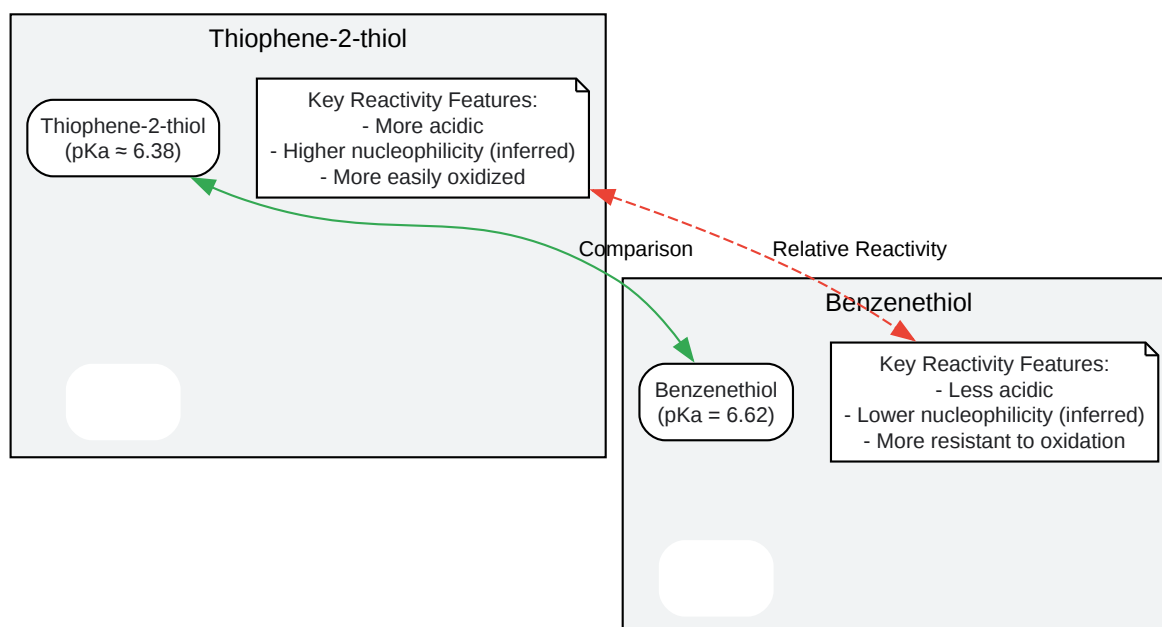 Thiophene-2-thiol
Thiophene-2-thiol
(pKa ≈ 6.38)
Key Reactivity Features:
- More acidic
- Higher nucleophilicity (inferred)
- More easily oxidized
Comparison
Relative Reactivity
Benzenethiol
Benzenethiol
(pKa = 6.62)
Key Reactivity Features:
- Less acidic
- Lower nucleophilicity (inferred)
- More resistant to oxidation